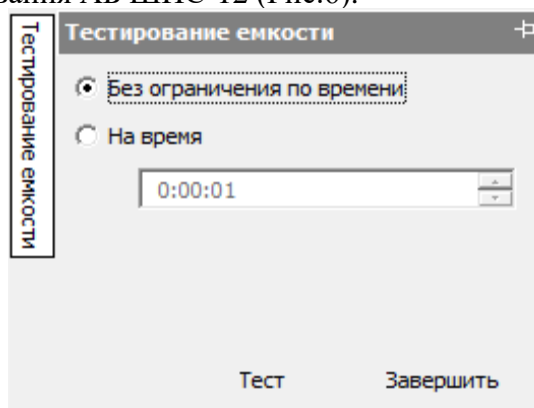 Тестирование емкости
Тестирование емкости
Без ограничения по времени
На время
0:00:01
Тест
Завершить